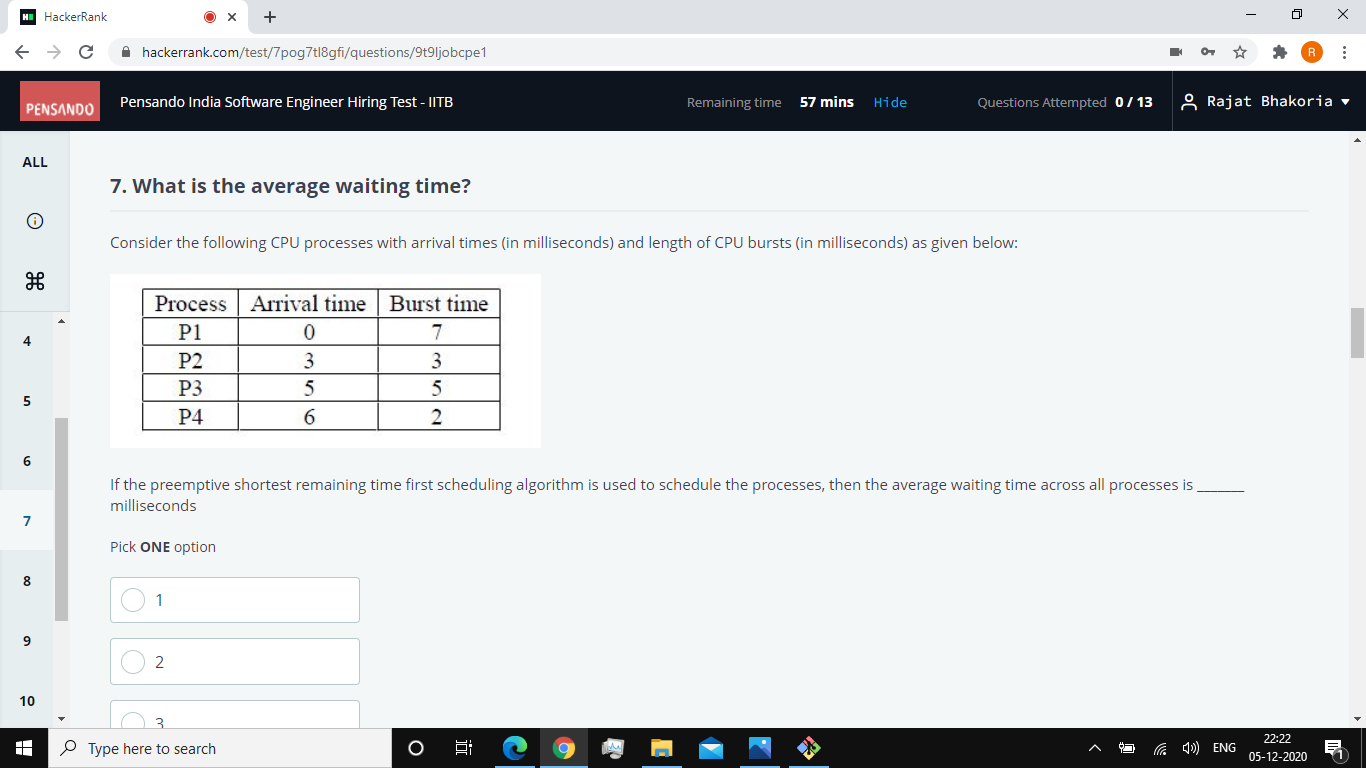 HackerRank
hackerrank.com/test/7pog7tl8gfi/questions/9t9ljobcpe1
R
PENSANDO
Pensando India Software Engineer Hiring Test - IITB
Remaining time 57 mins Hide
Questions Attempted 0 / 13
Rajat Bhakoria
ALL
4
5
6
7
8
9
10
7. What is the average waiting time?
Consider the following CPU processes with arrival times (in milliseconds) and length of CPU bursts (in milliseconds) as given below:
Process Arrival time Burst time
P1 0 7
P2 3 3
P3 5 5
P4 6 2
If the preemptive shortest remaining time first scheduling algorithm is used to schedule the processes, then the average waiting time across all processes is _______
milliseconds
Pick ONE option
1
2
3
Type here to search
ENG
22:22
05-12-2020
1